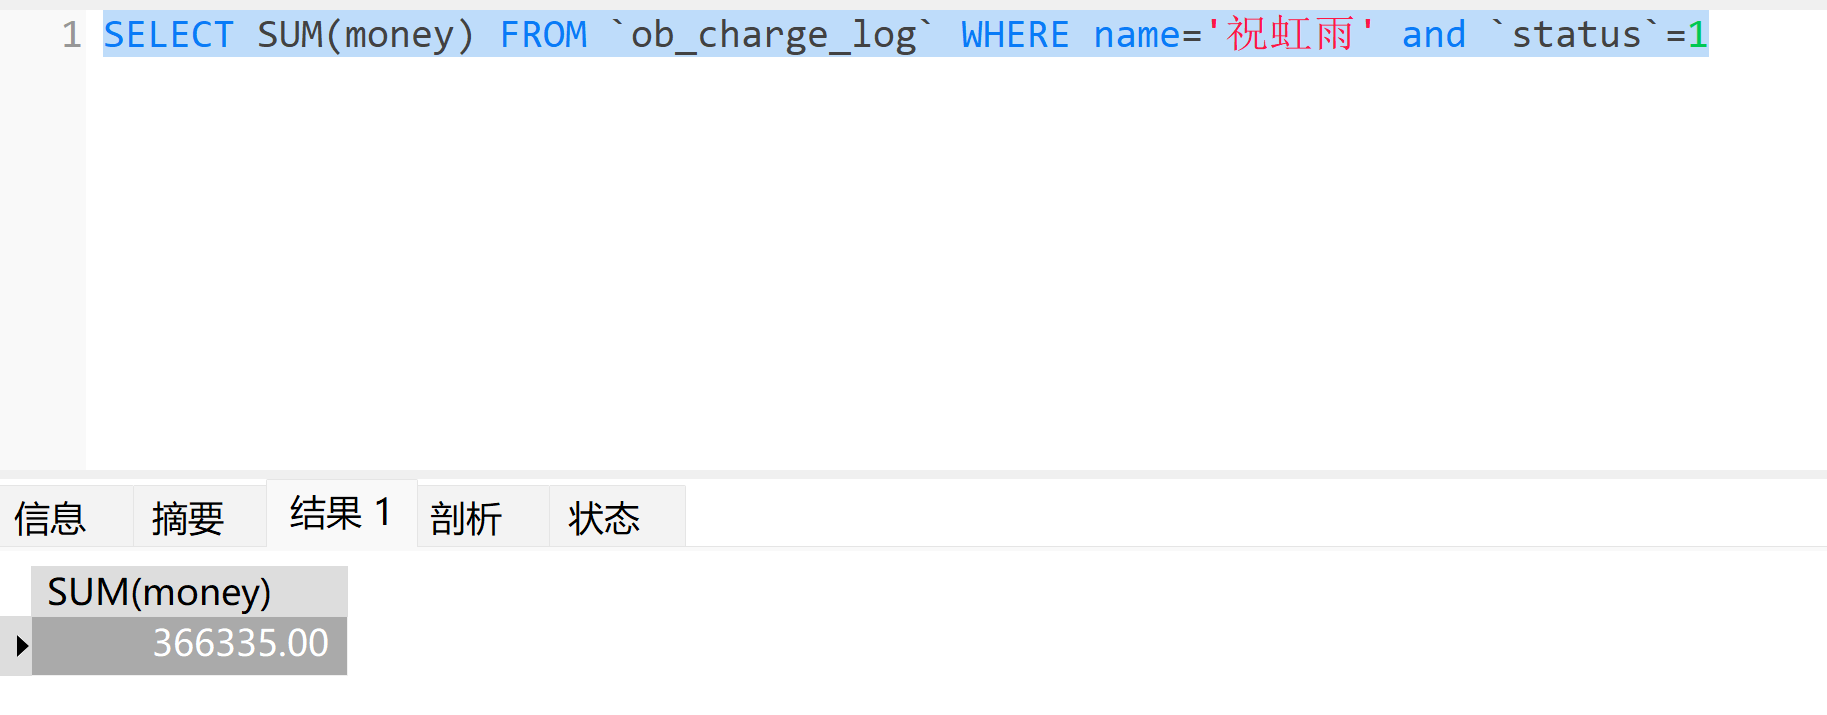 1 SELECT SUM(money) FROM `ob_charge_log` WHERE name='祝虹雨' and `status`=1
信息 摘要 结果 1 剖析 状态
SUM(money)
366335.00